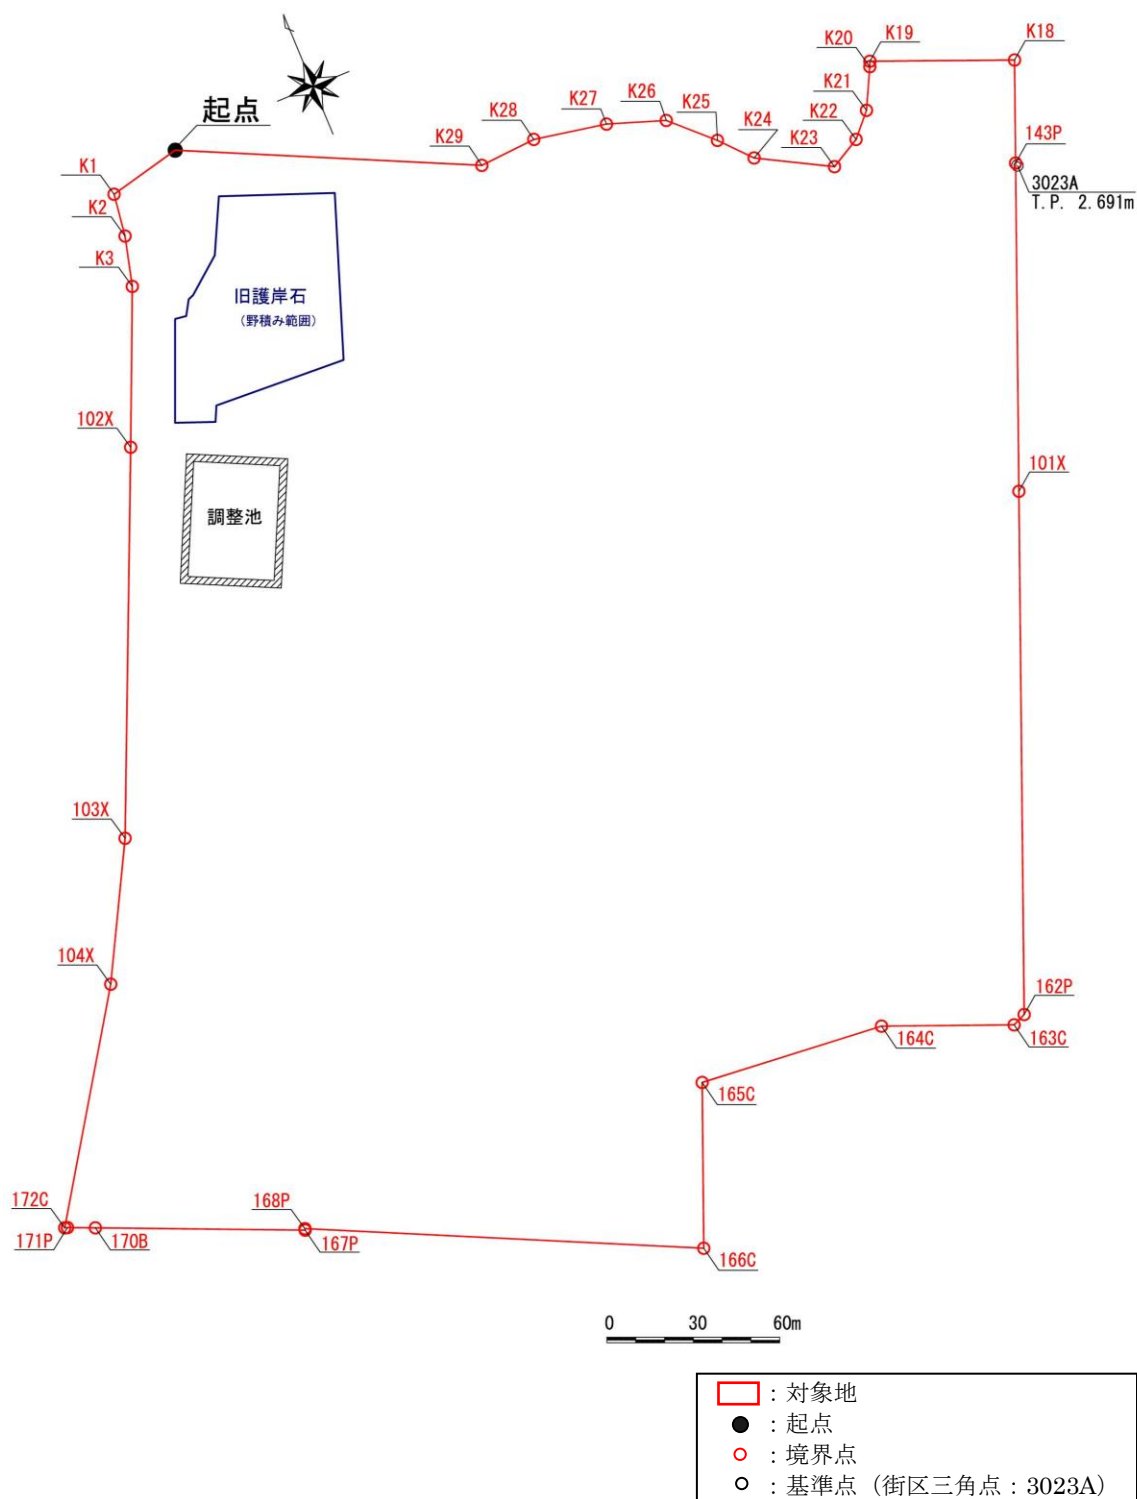 K20
K19
K18
K21
K27
K26
K25
K28
K22
K24
起点
K29
K23
143P
K1
3023A
T.P. 2.691m
K2
K3
旧護岸石
(野積み範囲)
102X
101X
調整池
103X
104X
162P
164C
163C
165C
172C
168P
171P
170B
167P
166C
0 30 60m
：対象地
：起点
：境界点
：基準点（街区三角点：3023A）